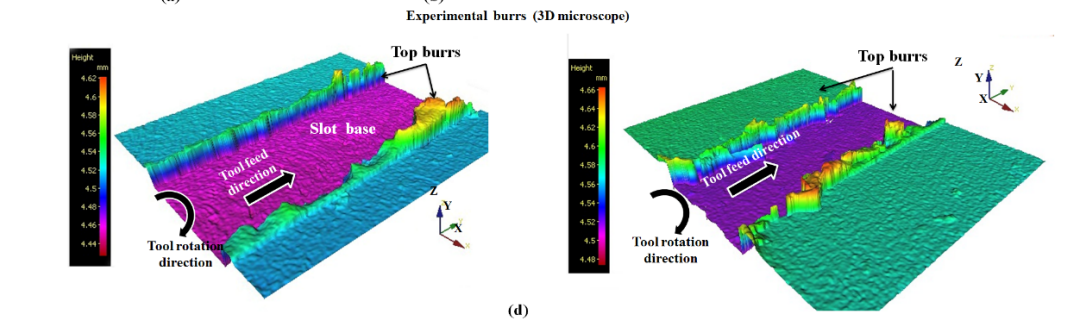 Experimental burrs (3D microscope)
Height
mm
4.62
4.6
4.58
4.56
4.54
4.52
4.5
4.48
4.46
4.44
Top burrs
Slot base
Tool feed
direction
Tool rotation
direction
Z
Y
X
Height
mm
4.66
4.64
4.62
4.6
4.58
4.56
4.54
4.52
4.5
4.48
Top burrs
Tool feed direction
Tool rotation
direction
Z
Y
X
(d)